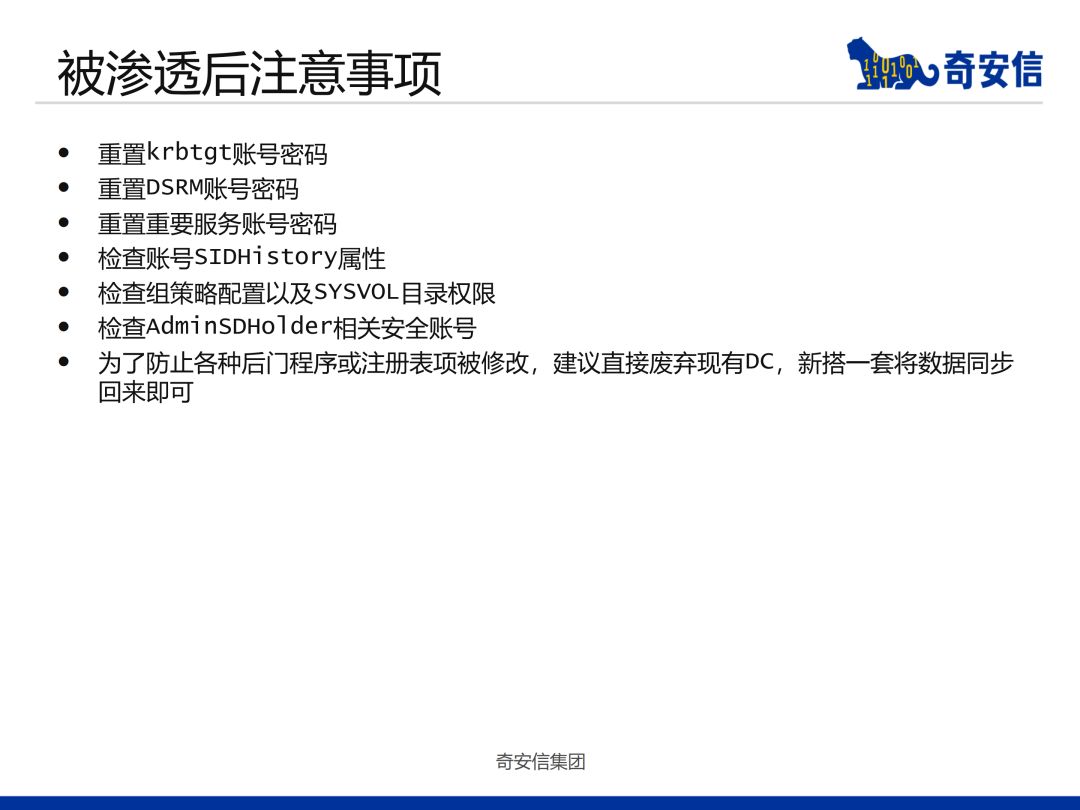 被渗透后注意事项
奇安信
• 重置krbtgt账号密码
• 重置DSRM账号密码
• 重置重要服务账号密码
• 检查账号SIDHistory属性
• 检查组策略配置以及SYSVOL目录权限
• 检查AdminSDHolder相关安全账号
• 为了防止各种后门程序或注册表项被修改，建议直接废弃现有DC，新搭一套将数据同步
回来即可
奇安信集团